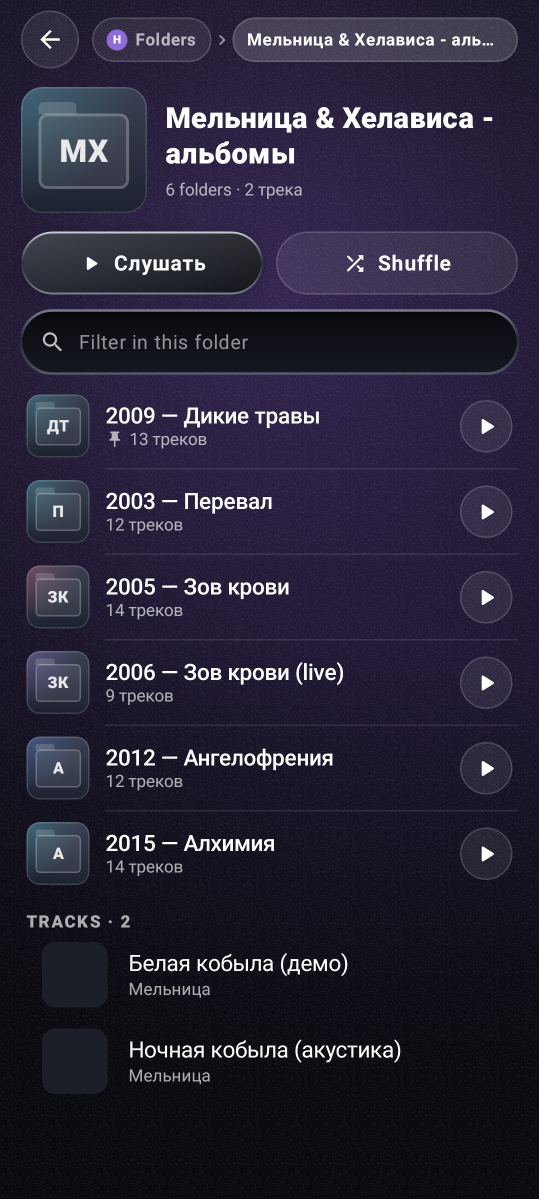 H Folders
Мельница & Хелависа - аль…
МХ
Мельница & Хелависа -
альбомы
6 folders · 2 трека
Слушать
Shuffle
Filter in this folder
ДТ
2009 — Дикие травы
13 треков
П
2003 — Перевал
12 треков
ЗК
2005 — Зов крови
14 треков
ЗК
2006 — Зов крови (live)
9 треков
А
2012 — Ангелофрения
12 треков
А
2015 — Алхимия
14 треков
TRACKS · 2
Белая кобыла (демо)
Мельница
Ночная кобыла (акустика)
Мельница